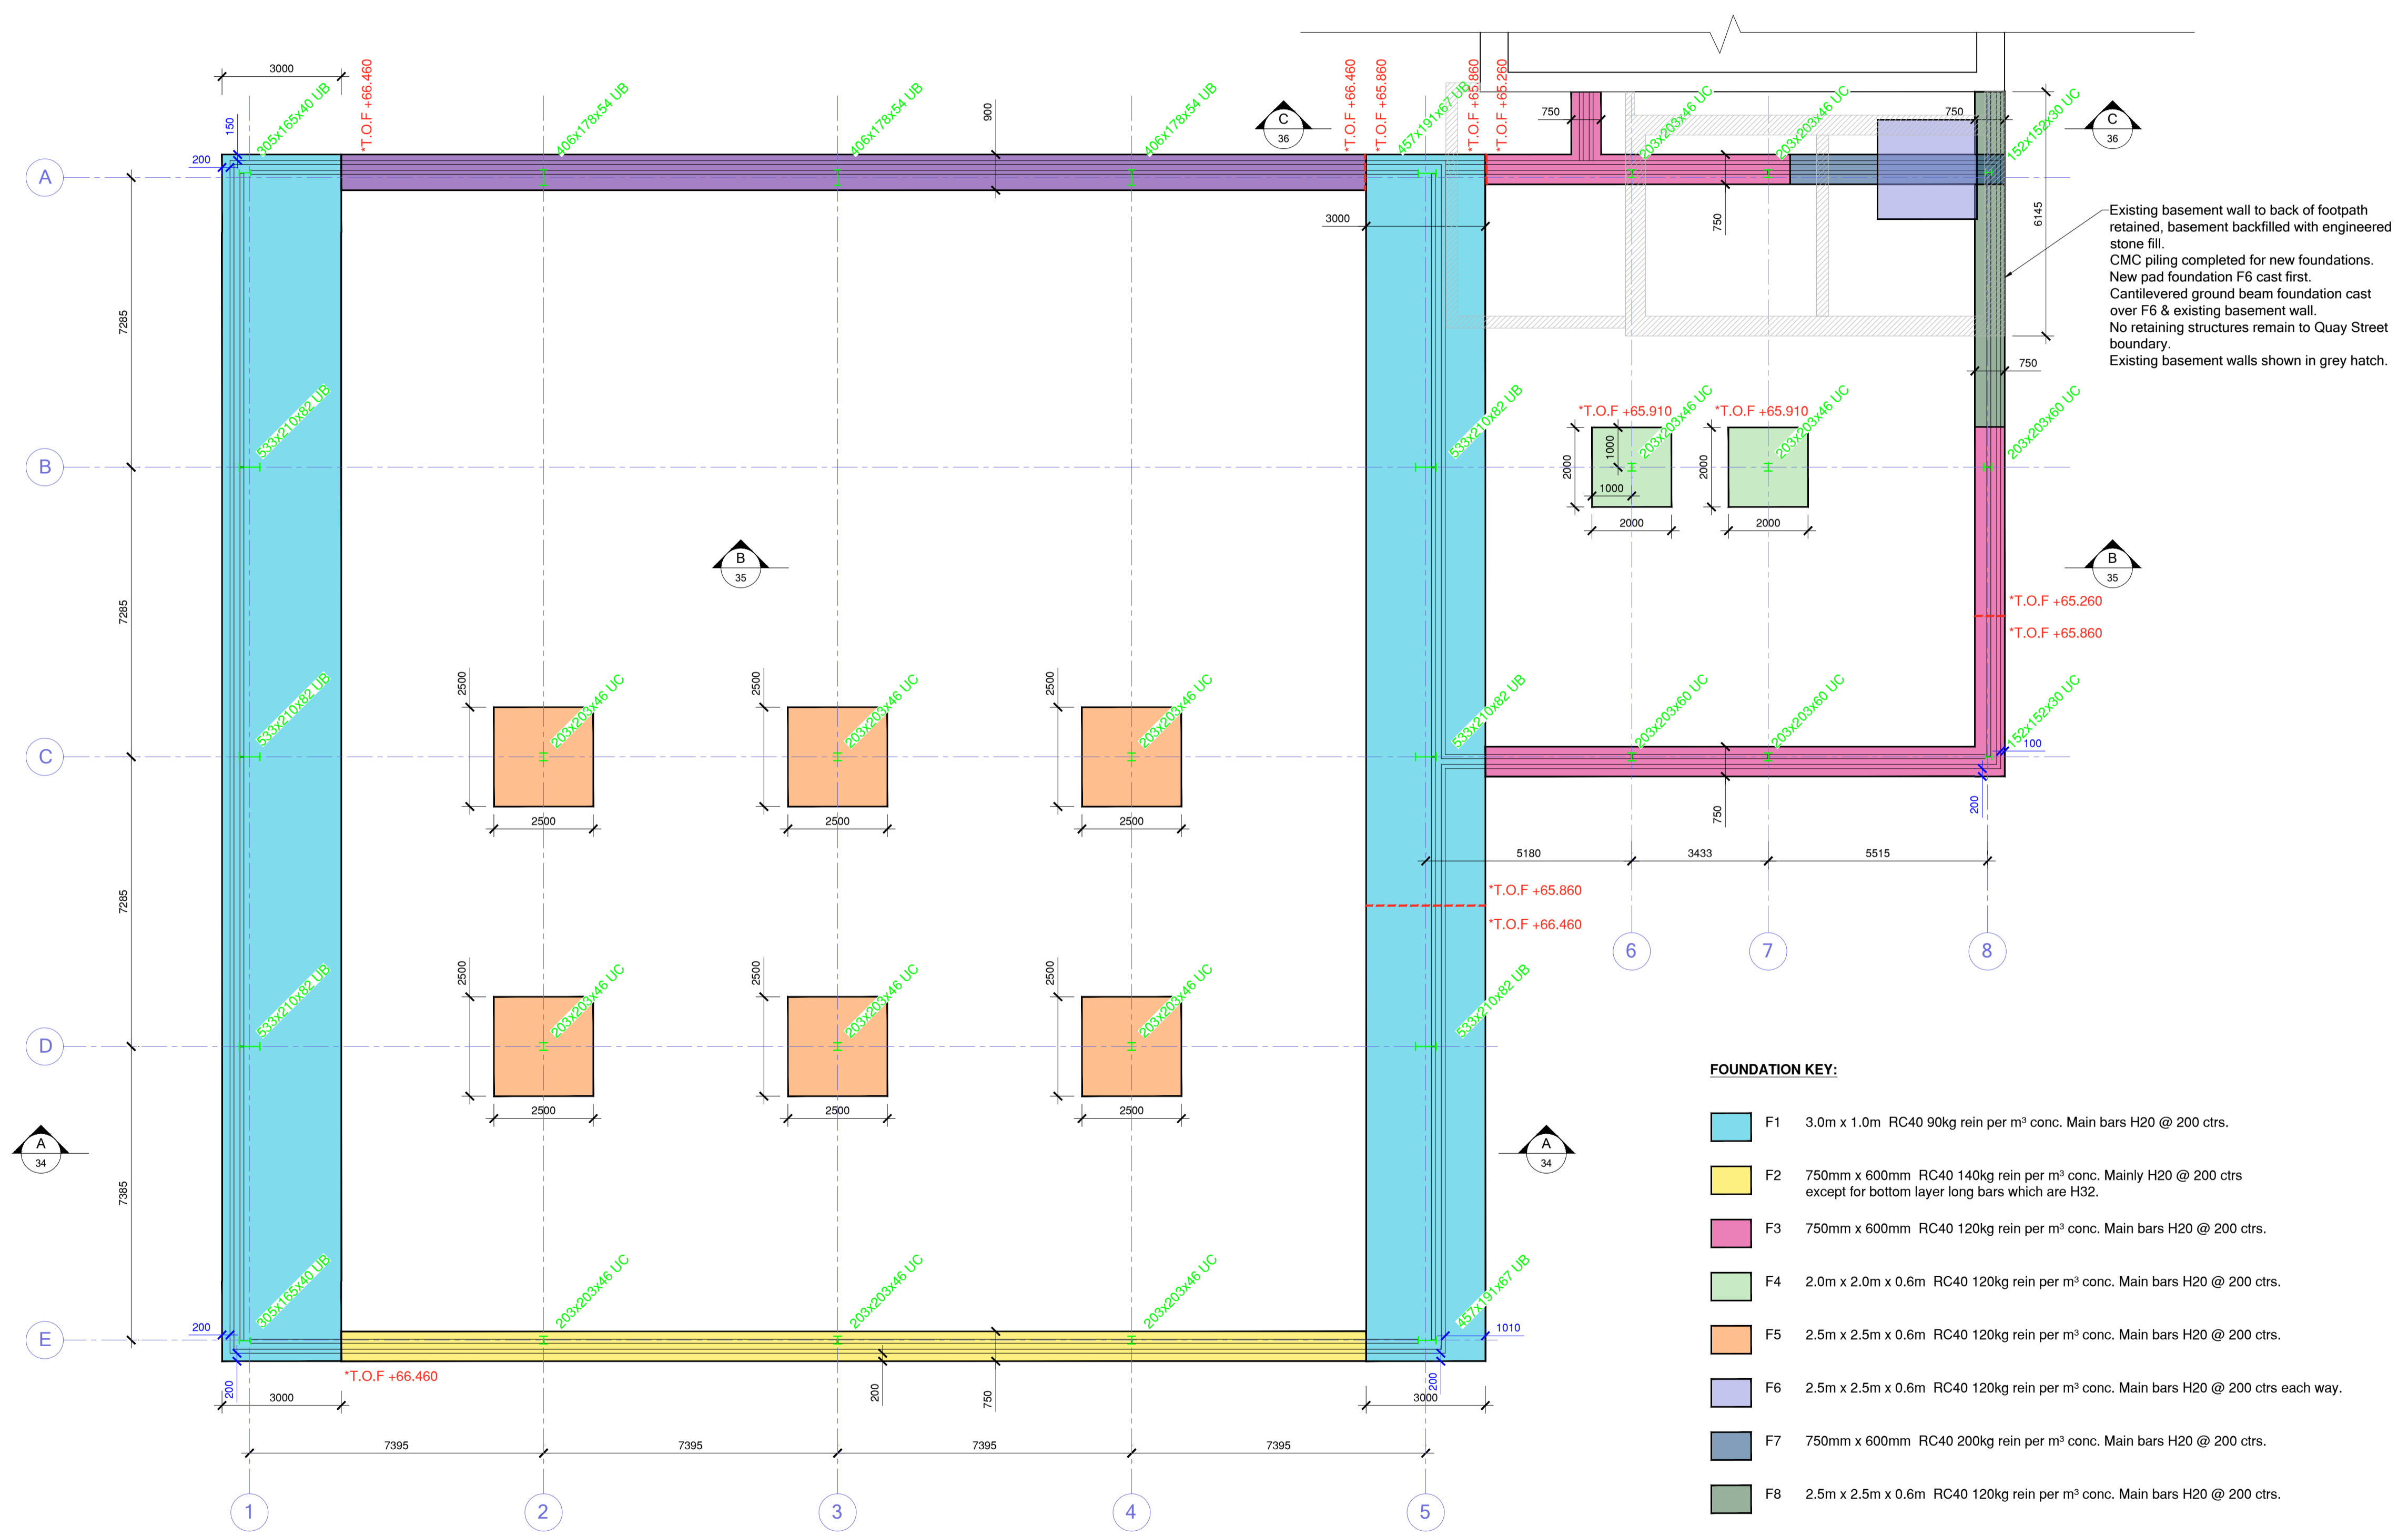 3000
*T.O.F +66.460
150
305x165x40 UB
200
406x178x54 UB
406x178x54 UB
900
406x178x54 UB
C
36
*T.O.F +66.460
*T.O.F +65.860
457x191x67 UB
*T.O.F +65.860
*T.O.F +65.260
750
203x203x46 UC
203x203x46 UC
750
152x152x30 UC
C
36
A
3000
750
6145
Existing basement wall to back of footpath
retained, basement backfilled with engineered
stone fill.
CMC piling completed for new foundations.
New pad foundation F6 cast first.
Cantilevered ground beam foundation cast
over F6 & existing basement wall.
No retaining structures remain to Quay Street
boundary.
Existing basement walls shown in grey hatch.
7285
750
533x210x82 UB
533x210x82 UB
*T.O.F +65.910
203x203x46 UC
*T.O.F +65.910
203x203x46 UC
203x203x60 UC
B
2000
1000
1000
2000
2000
2000
B
35
B
35
7285
*T.O.F +65.260
*T.O.F +65.860
533x210x82 UB
2500
203x203x46 UC
2500
203x203x46 UC
2500
203x203x46 UC
533x210x82 UB
203x203x60 UC
203x203x60 UC
152x152x30 UC
100
C
2500
2500
2500
750
200
5180
3433
5515
7285
*T.O.F +65.860
*T.O.F +66.460
6
7
8
533x210x82 UB
2500
203x203x46 UC
2500
203x203x46 UC
2500
203x203x46 UC
533x210x82 UB
D
2500
2500
2500
A
34
A
34
7385
305x165x40 UB
203x203x46 UC
203x203x46 UC
203x203x46 UC
457x191x67 UB
200
E
1010
*T.O.F +66.460
200
3000
200
750
200
3000
7395
7395
7395
7395
1
2
3
4
5
FOUNDATION KEY:
F1 3.0m x 1.0m RC40 90kg rein per m³ conc. Main bars H20 @ 200 ctrs.
F2 750mm x 600mm RC40 140kg rein per m³ conc. Mainly H20 @ 200 ctrs
except for bottom layer long bars which are H32.
F3 750mm x 600mm RC40 120kg rein per m³ conc. Main bars H20 @ 200 ctrs.
F4 2.0m x 2.0m x 0.6m RC40 120kg rein per m³ conc. Main bars H20 @ 200 ctrs.
F5 2.5m x 2.5m x 0.6m RC40 120kg rein per m³ conc. Main bars H20 @ 200 ctrs.
F6 2.5m x 2.5m x 0.6m RC40 120kg rein per m³ conc. Main bars H20 @ 200 ctrs each way.
F7 750mm x 600mm RC40 200kg rein per m³ conc. Main bars H20 @ 200 ctrs.
F8 2.5m x 2.5m x 0.6m RC40 120kg rein per m³ conc. Main bars H20 @ 200 ctrs.